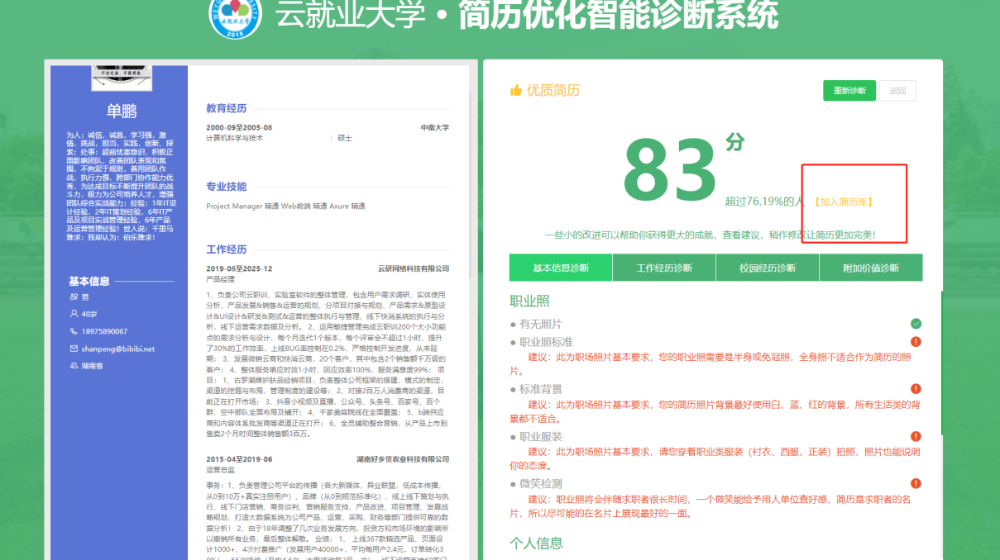 云就业大学·简历优化智能诊断系统
2015
单鹏
为人：诚信，诚恳，学习强，激
情，挑战，担当，实践，创新、探
索；处事：超前忧患意识，积极正
面影响团队，改善团队表现和氛
围，不拘泥于规则，善用团队作
战，执行力强，跨部门协作能力优
秀，为达成目标不断提升团队的战
斗力，极力为公司培养人才，增强
团队综合实战能力；经验：1年IT设
计经验，2年IT策划经验，6年IT产
品及项目实战管理经验，6年产品
及运营管理经验！世人说：千里马
难求；我却认为：伯乐难求！
基本信息
男
40岁
18975890067
shanpeng@bibibi.net
湖南省
教育经历
2000-09至2005-08 中南大学
计算机科学与技术 | 硕士
专业技能
Project Manager 精通 Web前端 精通 Axure 精通
工作经历
2019-08至2025-12 云研网络科技有限公司
产品经理
1、负责公司云职训、实验室软件的整体管理，包含用户需求调研、实体使用
分析、产品发展&销售&运营的规划、分项目对接与规划、产品需求&原型设
计&UI设计&研发&测试&运营的整体执行与管理，线下快消系统的执行与分
析，线下运营需求数据及分析。 2、运用敏捷管理完成云职训200个大小功能
点的需求分析与设计，每个月迭代1个版本，每个评审会不超过1小时，提升
了30%的工作效率，上线BUG率控制在0.2%，严格控制开发进度，从未延
期； 3、发展微销云商和快消云商，20个客户，其中包含2个销售额千万级的
客户； 4、整体服务响应时效1小时，回应效率100%，服务满意度99%； 项
目： 1、古罗潮牌护肤品经销项目，负责整体公司框架的搭建，模式的制定，
渠道的挖掘与布局，管理制度的建设等； 2、对接2百万人消费商的渠道，目
前正在打开市场； 3、抖音小视频及直播，公众号、头条号、百家号、百个
群，空中部队全面布局及铺开； 4、千家美容院线在全面覆盖； 5、b端供应
商和内容体系批发商等渠道正在打开； 6、全员辅助整合营销，从产品上市到
售卖2个月时间整体销售额3百万。
2015-04至2019-06 湖南好乡货农业科技有限公司
运营总监
事务：1、负责管理公司平台的传播（各大新媒体，异业联盟，低成本传播，
从0到10万+真实注册用户）、品牌（从0到规范标准化）、线上线下策划与执
行、线下门店营销、商务谈判、营销服务支持、产品改进、项目管理、发展战
略规划，打造大数据系统为公司产品、运营、采购、财务等部门提供可靠的数
据分析！ 2、由于18年调整了几次业务发展方向，投资方和市场环境的影响所
以撤销所有业务，最后整体解散。 业绩： 1、 上线367款精选产品、页面设
计1000+、4次付费推广（发展用户40000+，平均每用户2.4元，订单转化3
优质简历
重新诊断 返回
83分
超过76.19%的人 【加入简历库】
一些小的改进可以帮助你获得更大的成就，查看建议，稍作修改让简历更加完美！
基本信息诊断 工作经历诊断 校园经历诊断 附加价值诊断
职业照
● 有无照片
● 职业照标准
建议：此为职场照片基本要求，您的职业照需要是半身或免冠照，全身照不适合作为简历的照
片。
● 标准背景
建议：此为职场照片基本要求，您的简历照片背景最好使用白、蓝、红的背景，所有生活类的背
景都不适合。
● 职业服装
建议：此为职场照片基本要求，请您穿着职业类服装（衬衣、西服、正装）拍照，照片也能说明
你的态度。
● 微笑检测
建议：职业照将会伴随求职者很长时间，一个微笑能给予用人单位查好感，简历是求职者的名
片，所以尽可能的在名片上展现最好的一面。
个人信息